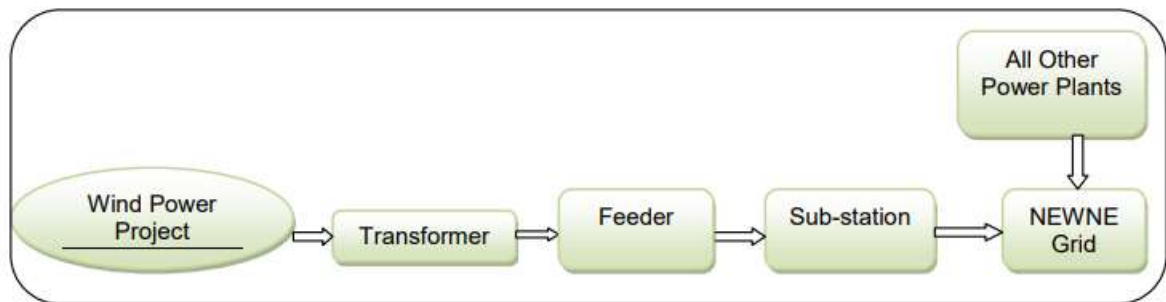 All Other
Power Plants
Wind Power
Project
Transformer
Feeder
Sub-station
NEWNE
Grid